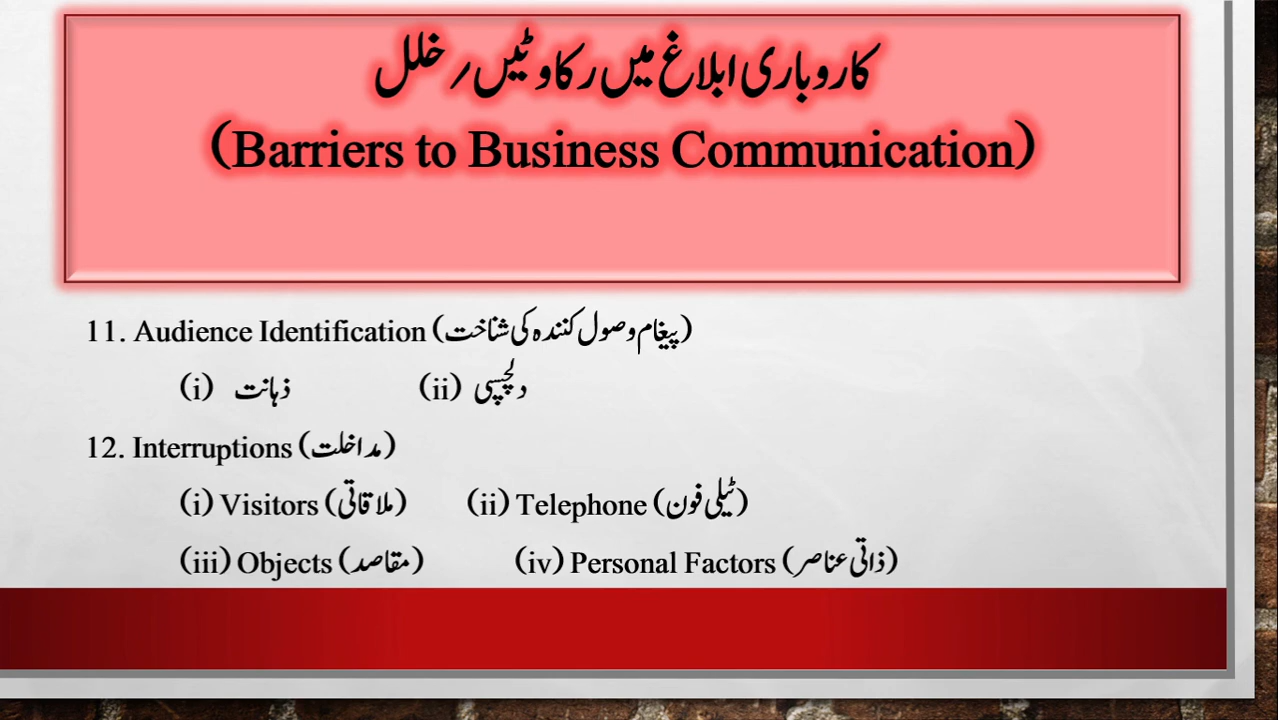 کاروباری ابلاغ میں رکاوٹیں / خلل
(Barriers to Business Communication)
11. Audience Identification (پیغام وصول کنندہ کی شناخت)
(i) ذہانت (ii) دلچسپی
12. Interruptions (مداخلت)
(i) Visitors (ملاقاتی) (ii) Telephone (ٹیلی فون)
(iii) Objects (مقاصد) (iv) Personal Factors (ذاتی عناصر)